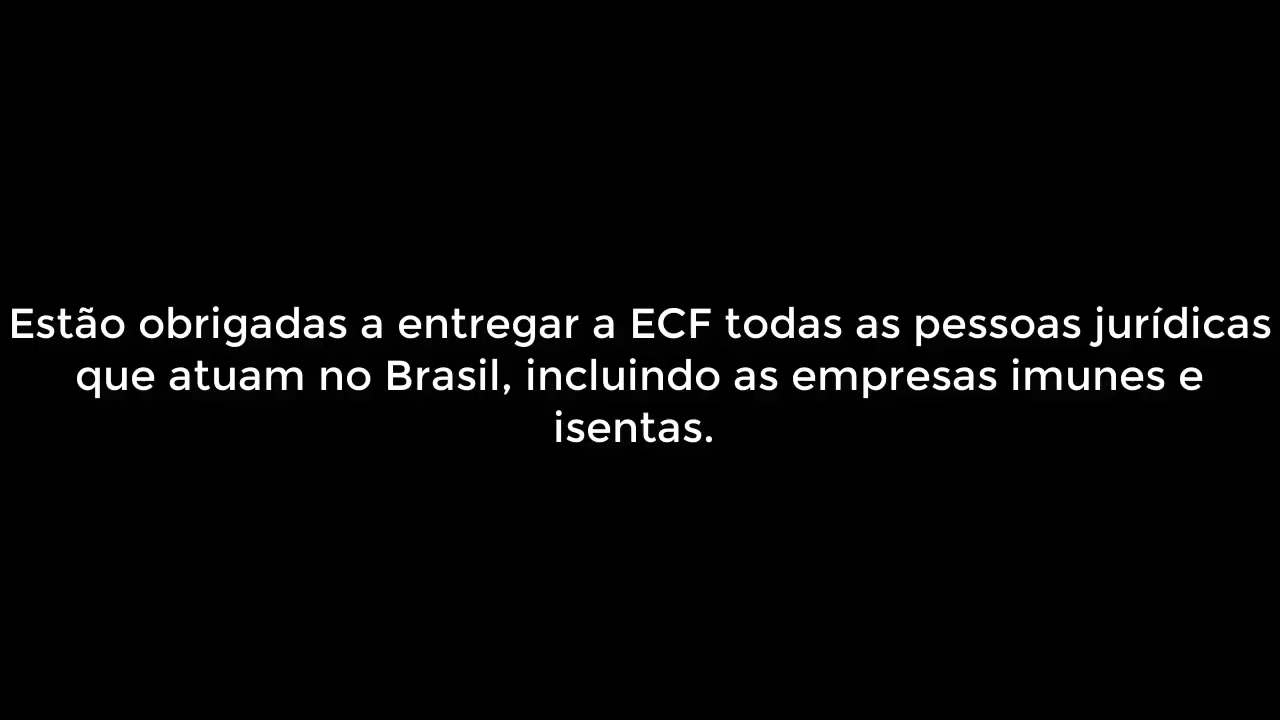 Estão obrigadas a entregar a ECF todas as pessoas jurídicas
que atuam no Brasil, incluindo as empresas imunes e
isentas.